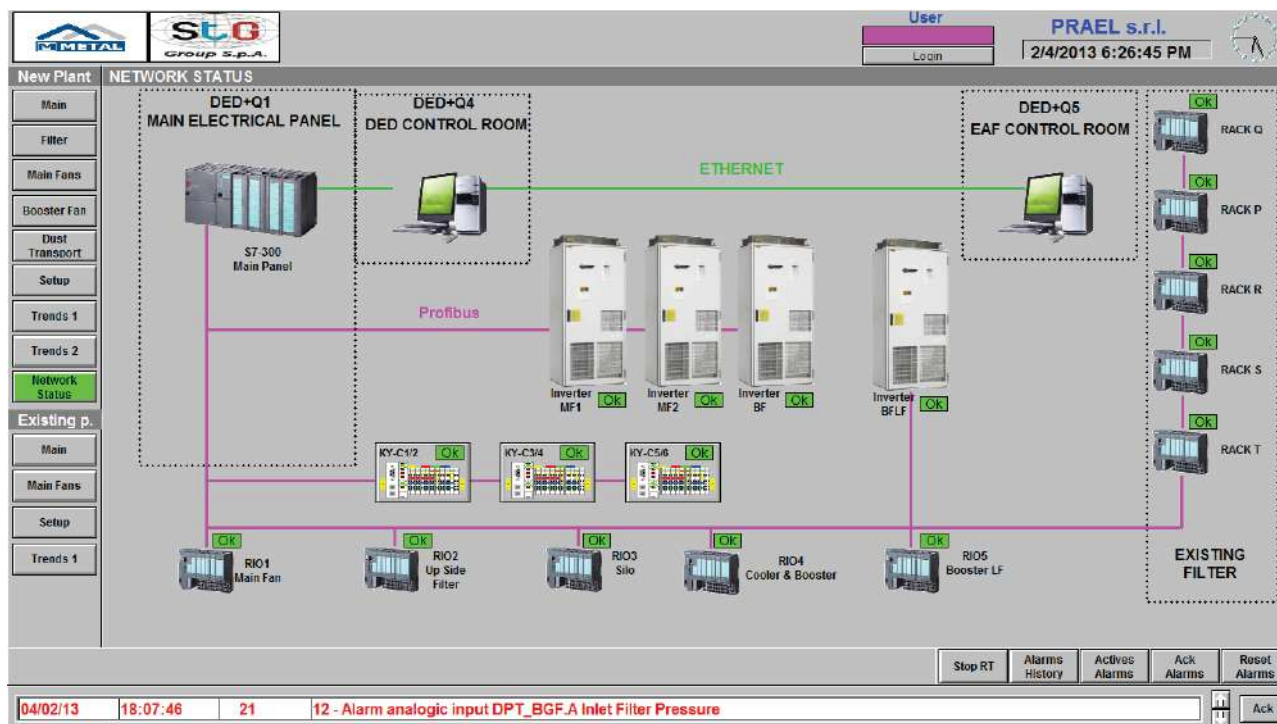 MMETAL
STG
Group S.p.A.
User
Login
PRAEL s.r.l.
2/4/2013 6:26:45 PM
New Plant
NETWORK STATUS
Main
Filter
Main Fans
Booster Fan
Dust
Transport
Setup
Trends 1
Trends 2
Network
Status
Existing p.
Main
Main Fans
Setup
Trends 1
DED+Q1
MAIN ELECTRICAL PANEL
DED+Q4
DED CONTROL ROOM
DED+Q5
EAF CONTROL ROOM
S7-300
Main Panel
ETHERNET
Profibus
Inverter
MF1
Ok
Inverter
MF2
Ok
Inverter
BF
Ok
Inverter
BFLF
Ok
Ok
RACK Q
Ok
RACK P
Ok
RACK R
Ok
RACK S
Ok
RACK T
KY-C1/2
Ok
KY-C3/4
Ok
KY-C5/6
Ok
Ok
RIO1
Main Fan
Ok
RIO2
Up Side
Filter
Ok
RIO3
Silo
Ok
RIO4
Cooler & Booster
Ok
RIO5
Booster LF
EXISTING
FILTER
Stop RT
Alarms
History
Actives
Alarms
Ack
Alarms
Reset
Alarms
04/02/13 18:07:46 21 12 - Alarm analogic input DPT_BGF.A Inlet Filter Pressure
Ack